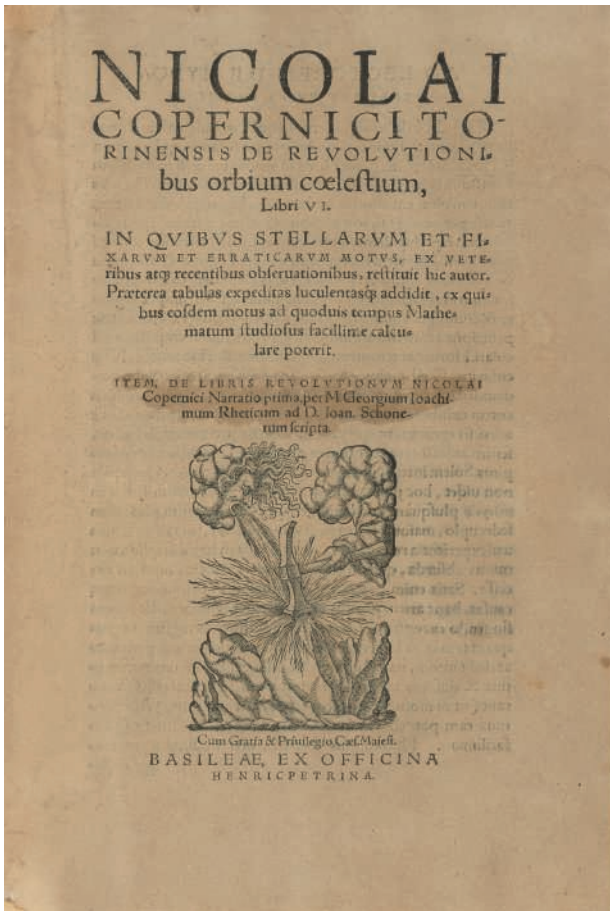 NICOLAI
COPERNICI TO-
RINENSIS DE REVOLVTIONI-
bus orbium cœlestium,
Libri VI.
IN QVIBVS STELLARVM ET FI-
XARVM ET ERRATICARVM MOTVS, EX VETE-
ribus atqꝫ recentibus obseruationibus, restituit hic autor.
Præterea tabulas expeditas luculentasqꝫ addidit, ex qui-
bus eosdem motus ad quoduis tempus Mathe-
matum studiosus facillime calcu-
lare poterit.
ITEM, DE LIBRIS REVOLVTIONVM NICOLAI
Copernici Narratio prima, per M. Georgium Ioachi-
mum Rheticum ad D. Ioan. Schone-
rum scripta.
Cum Gratia & Priuilegio Cæs. Maiest.
BASILEAE, EX OFFICINA
HENRICPETRINA.